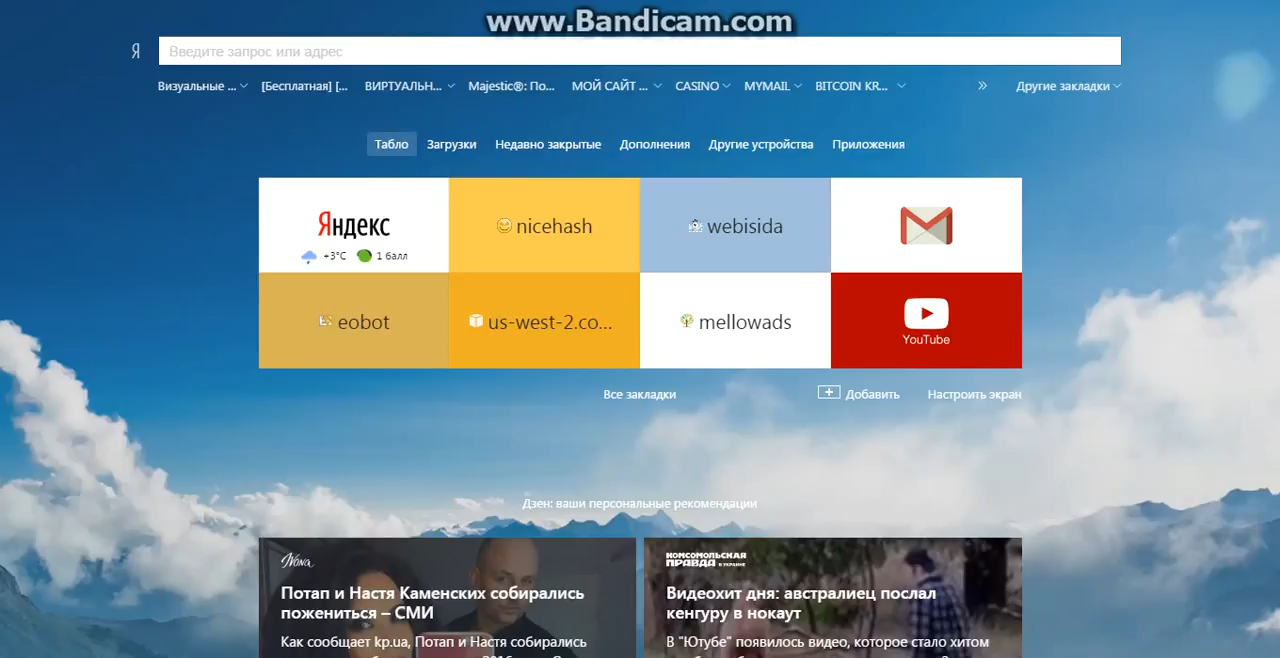 www.Bandicam.com
Я Введите запрос или адрес
Визуальные ... [Бесплатная] [... ВИРТУАЛЬН... Majestic®: По... МОЙ САЙТ ... CASINO MYMAIL BITCOIN KR... » Другие закладки
Табло Загрузки Недавно закрытые Дополнения Другие устройства Приложения
Яндекс
+3°C 1 балл
nicehash
webisida
eobot
us-west-2.co...
mellowads
YouTube
Все закладки Добавить Настроить экран
Дзен: ваши персональные рекомендации
Потап и Настя Каменских собирались
пожениться – СМИ
Как сообщает kp.ua, Потап и Настя собирались
КОМСОМОЛЬСКАЯ
ПРАВДА В УКРАИНЕ
Видеохит дня: австралиец послал
кенгуру в нокаут
В "Ютубе" появилось видео, которое стало хитом